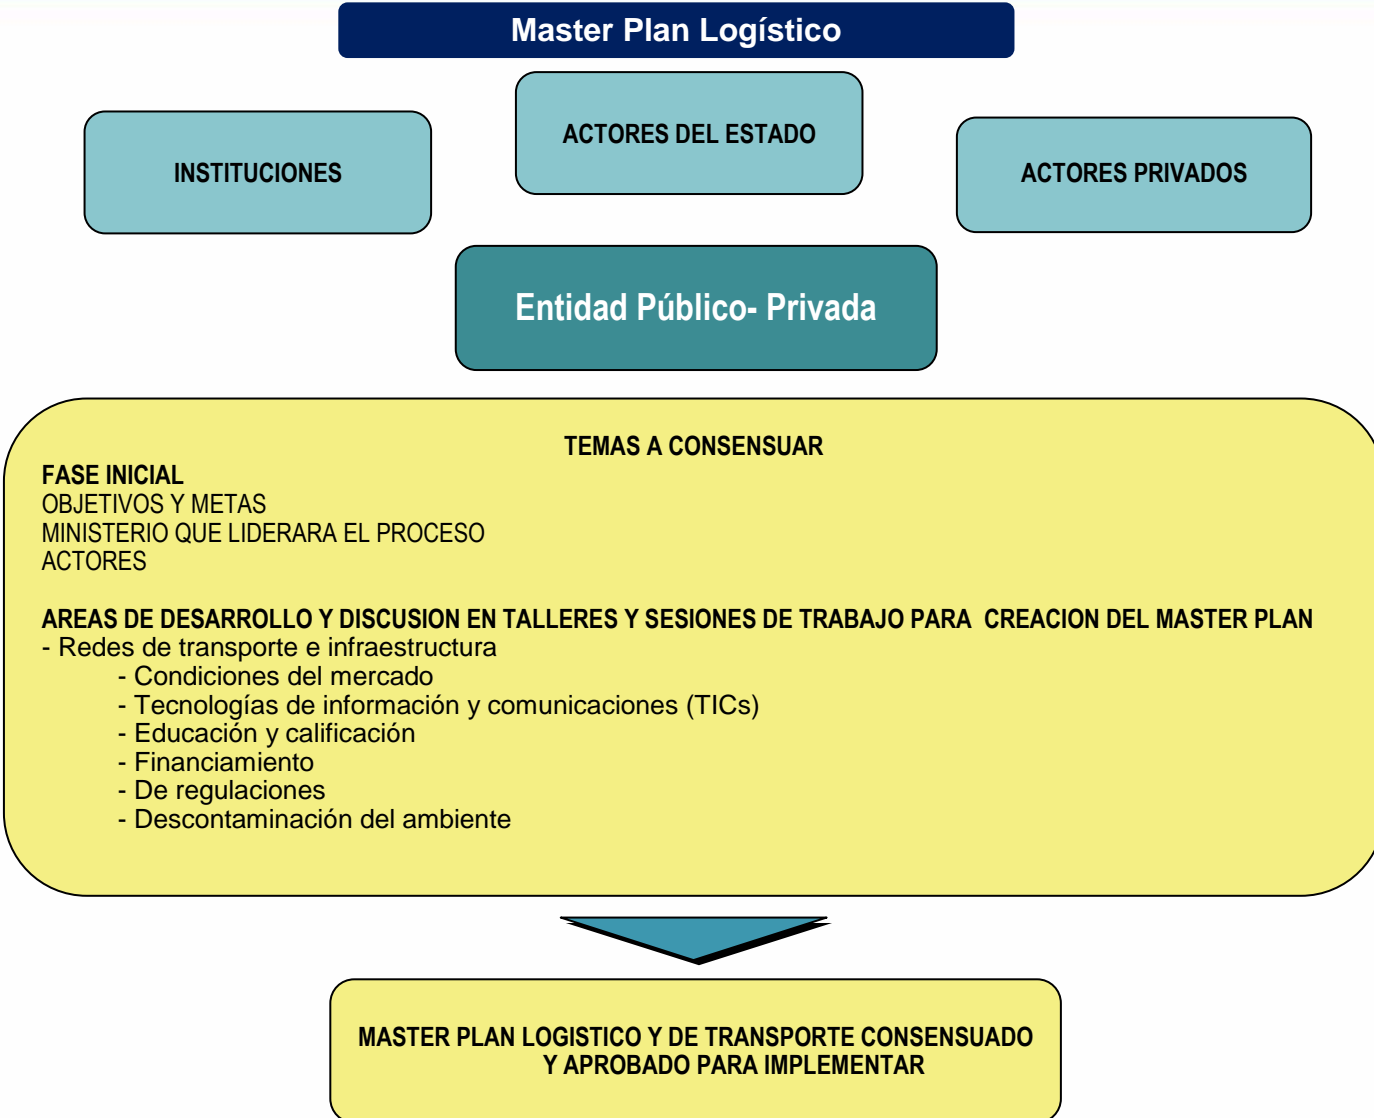 Master Plan Logístico
ACTORES DEL ESTADO
INSTITUCIONES
ACTORES PRIVADOS
Entidad Público- Privada
TEMAS A CONSENSUAR
FASE INICIAL
OBJETIVOS Y METAS
MINISTERIO QUE LIDERARA EL PROCESO
ACTORES
AREAS DE DESARROLLO Y DISCUSION EN TALLERES Y SESIONES DE TRABAJO PARA CREACION DEL MASTER PLAN
- Redes de transporte e infraestructura
- Condiciones del mercado
- Tecnologías de información y comunicaciones (TICs)
- Educación y calificación
- Financiamiento
- De regulaciones
- Descontaminación del ambiente
MASTER PLAN LOGISTICO Y DE TRANSPORTE CONSENSUADO
Y APROBADO PARA IMPLEMENTAR